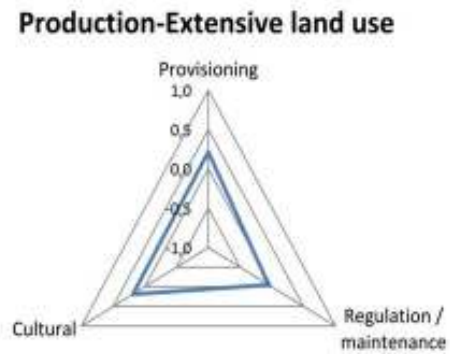 Production-Extensive land use
Provisioning
1,0
0,5
0,0
-0,5
-1,0
Regulation /
maintenance
Cultural